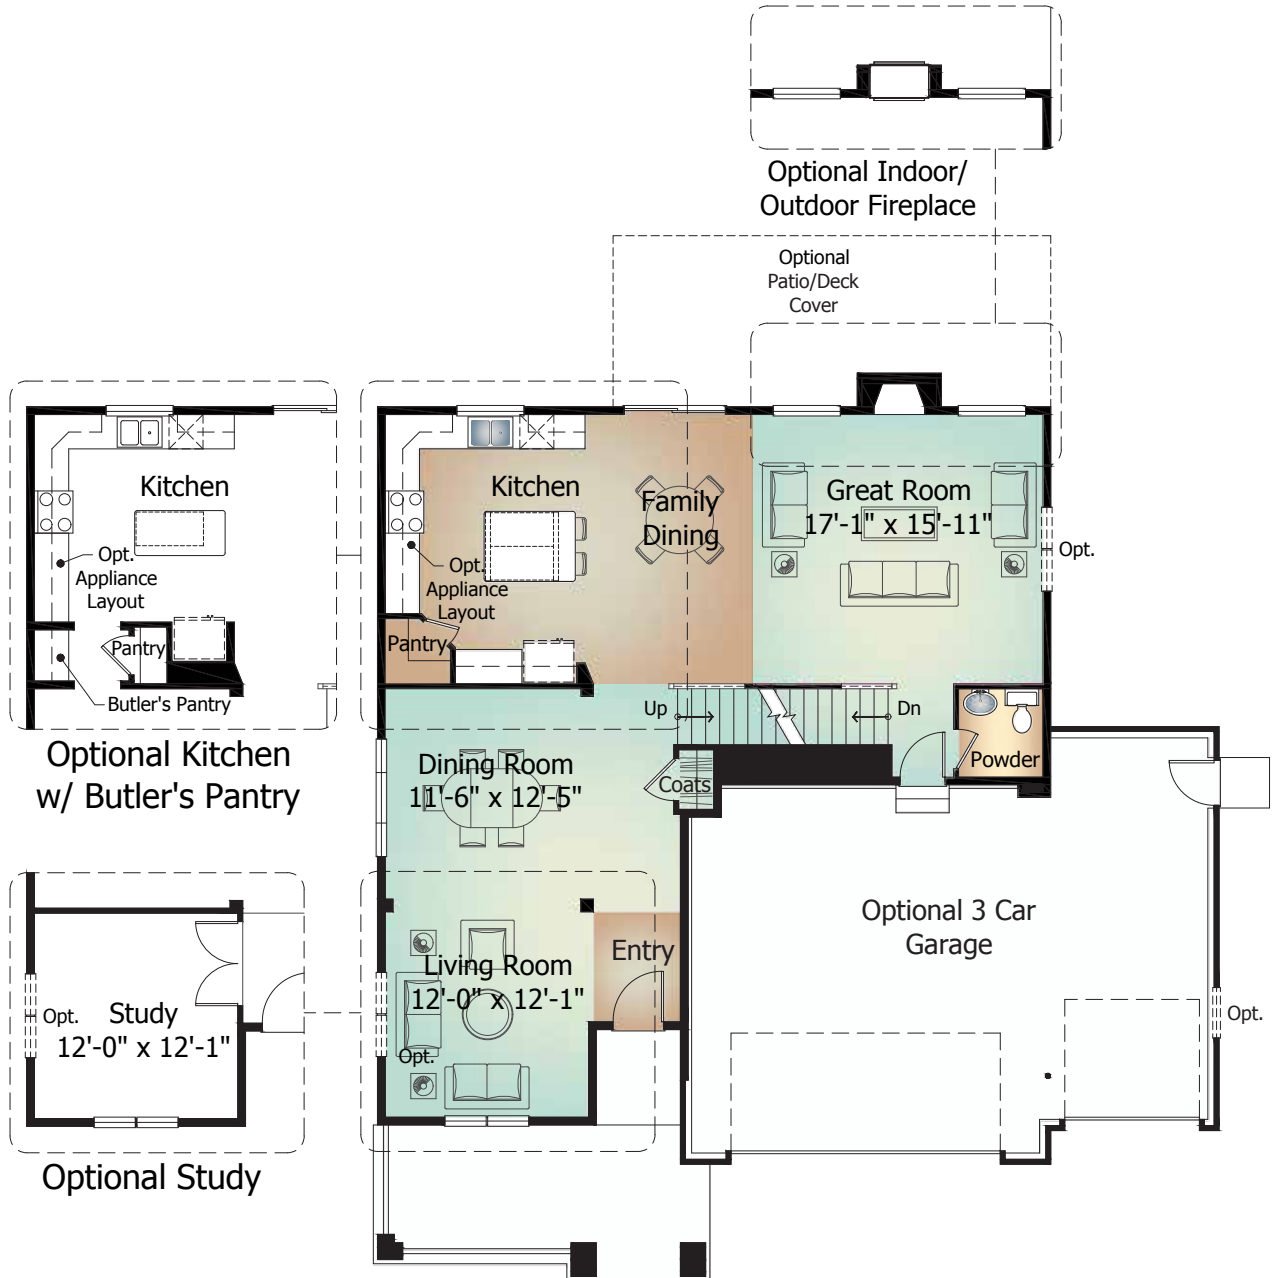 Optional Indoor/
Outdoor Fireplace
Optional
Patio/Deck
Cover
Kitchen
Opt.
Appliance
Layout
Pantry
Butler's Pantry
Optional Kitchen
w/ Butler's Pantry
Kitchen
Opt.
Appliance
Layout
Pantry
Family
Dining
Great Room
17'-1" x 15'-11"
Opt.
Up
Dn
Powder
Coats
Dining Room
11'-6" x 12'-5"
Entry
Living Room
12'-0" x 12'-1"
Opt.
Optional 3 Car
Garage
Opt.
Opt.
Study
12'-0" x 12'-1"
Optional Study